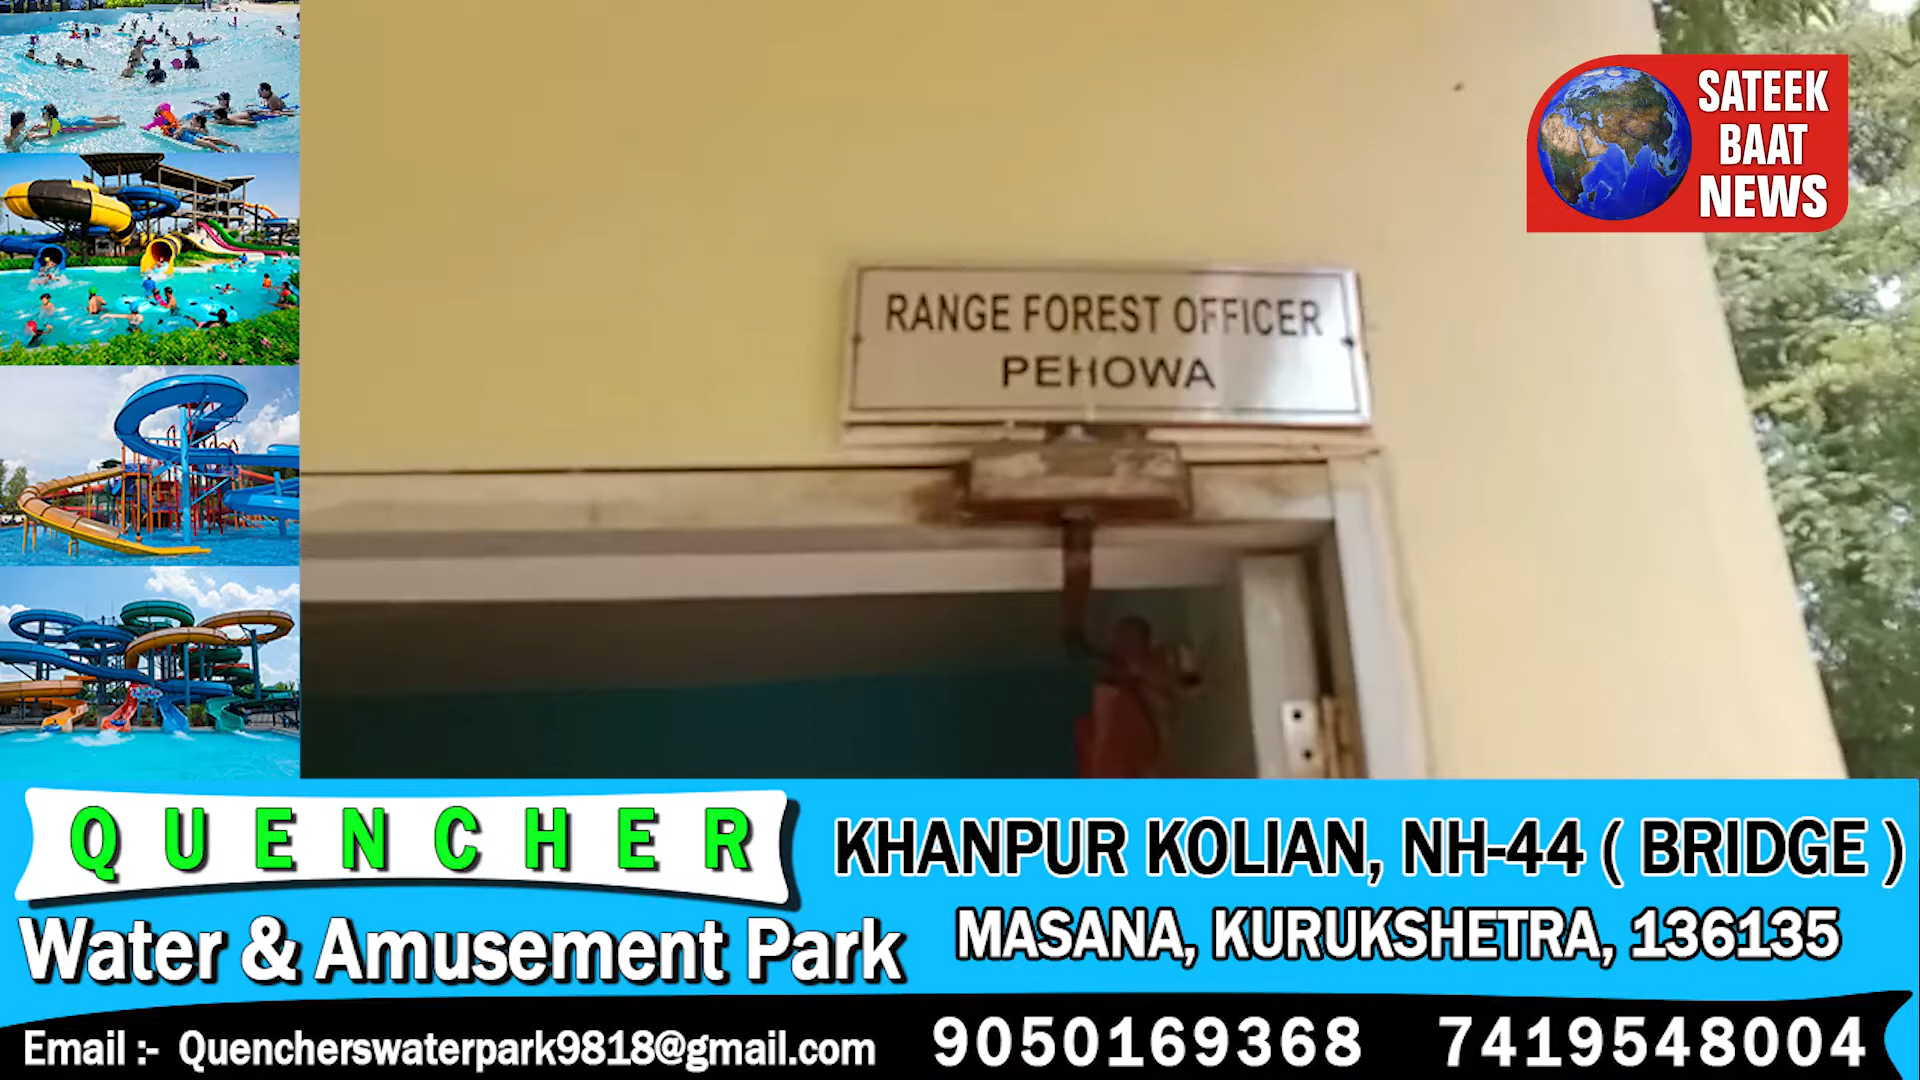 SATEEK
BAAT
NEWS
RANGE FOREST OFFICER
PEHOWA
QUENCHER
Water & Amusement Park
KHANPUR KOLIAN, NH-44 ( BRIDGE )
MASANA, KURUKSHETRA, 136135
Email :- Quencherswaterpark9818@gmail.com
9050169368 7419548004